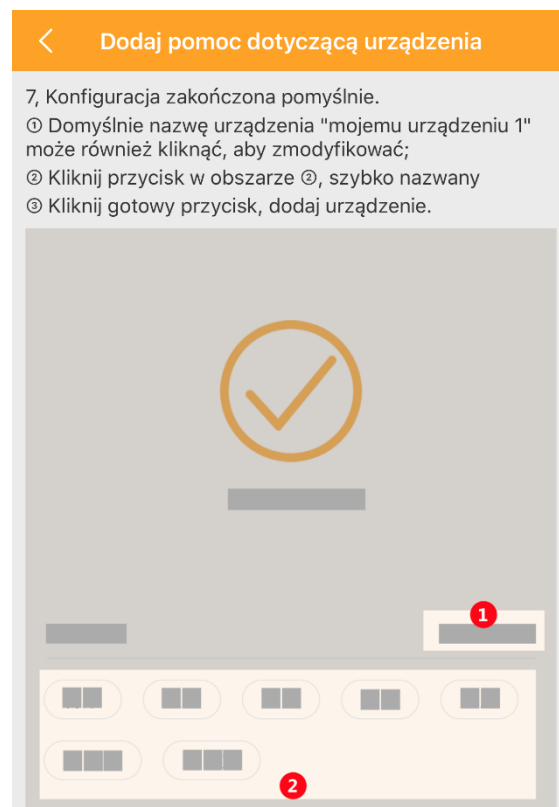 Dodaj pomoc dotyczącą urządzenia
7, Konfiguracja zakończona pomyślnie.
① Domyślnie nazwę urządzenia "mojemu urządzeniu 1"
może również kliknąć, aby zmodyfikować;
② Kliknij przycisk w obszarze ②, szybko nazwany
③ Kliknij gotowy przycisk, dodaj urządzenie.
1
2